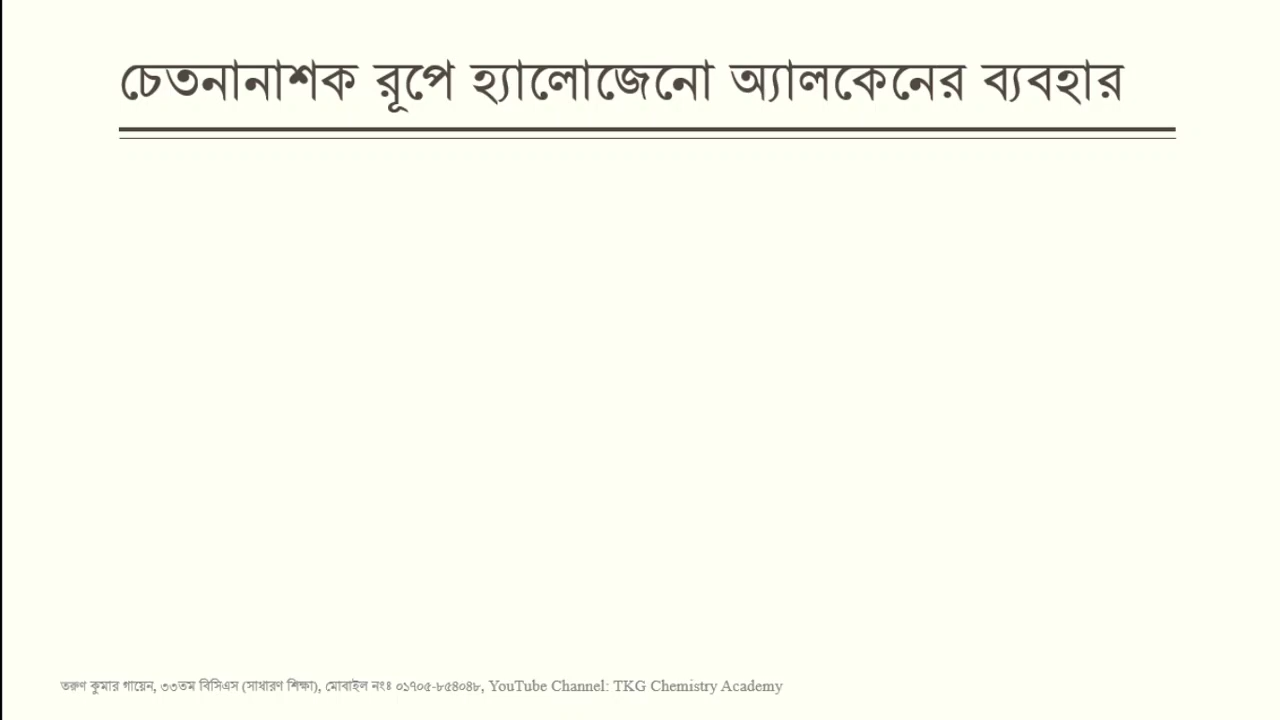 চেতনানাশক রূপে হ্যালোজেনো অ্যালকেনের ব্যবহার
তরুণ কুমার গায়েন, ৩৩তম বিসিএস (সাধারণ শিক্ষা), মোবাইল নংঃ ০১৭০৫-৮৫৪০৪৮, YouTube Channel: TKG Chemistry Academy